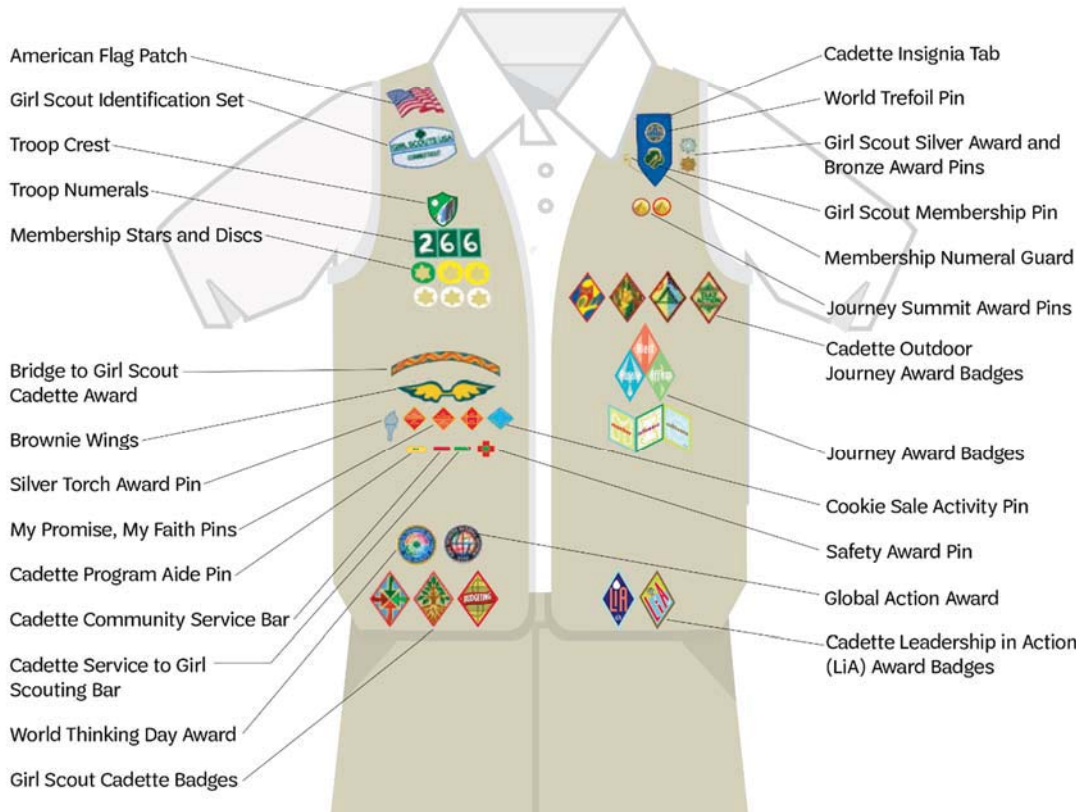 American Flag Patch
Girl Scout Identification Set
Troop Crest
Troop Numerals
Membership Stars and Discs
Bridge to Girl Scout
Cadette Award
Brownie Wings
Silver Torch Award Pin
My Promise, My Faith Pins
Cadette Program Aide Pin
Cadette Community Service Bar
Cadette Service to Girl
Scouting Bar
World Thinking Day Award
Girl Scout Cadette Badges
GIRL SCOUTS USA
CONNECTICUT
266
BUDGETING
Cadette Insignia Tab
World Trefoil Pin
Girl Scout Silver Award and
Bronze Award Pins
Girl Scout Membership Pin
Membership Numeral Guard
Journey Summit Award Pins
Cadette Outdoor
Journey Award Badges
Journey Award Badges
Cookie Sale Activity Pin
Safety Award Pin
Global Action Award
Cadette Leadership in Action
(LiA) Award Badges
TAKE
ACTION
LiA